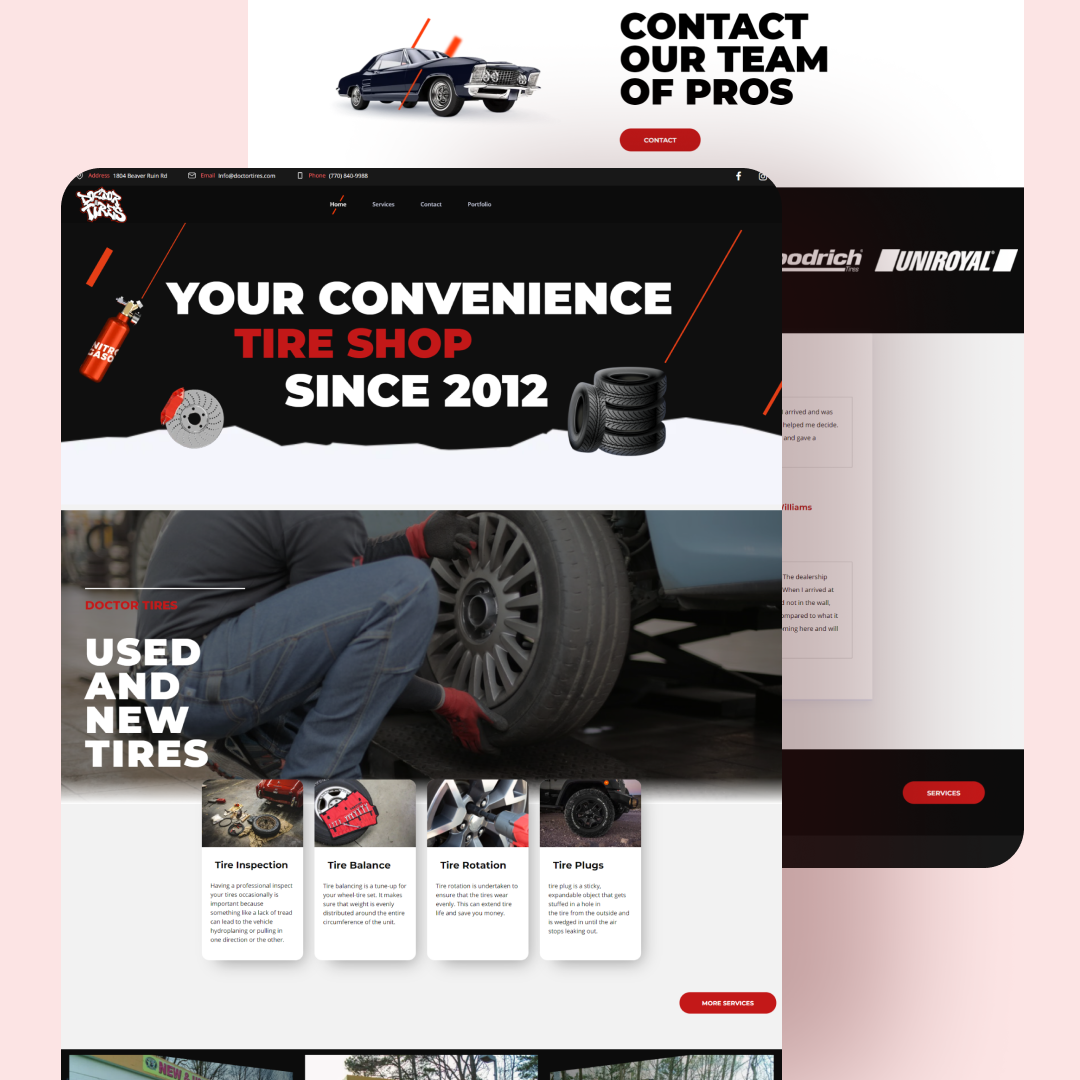 CONTACT
OUR TEAM
OF PROS
CONTACT
Address 1804 Beaver Ruin Rd
Email Info@doctortires.com
Phone (770) 840-9988
DOCTOR
TIRES
Home
Services
Contact
Portfolio
YOUR CONVENIENCE
TIRE SHOP
SINCE 2012
NITR
GASO
oodrich
Tires
UNIROYAL
arrived and was
helped me decide.
and gave a
illiams
The dealership
When I arrived at
not in the wall,
mpared to what it
ming here and will
SERVICES
DOCTOR TIRES
USED
AND
NEW
TIRES
Tire Inspection
Having a professional inspect
your tires occasionally is
important because
something like a lack of tread
can lead to the vehicle
hydroplaning or pulling in
one direction or the other.
Tire Balance
Tire balancing is a tune-up for
your wheel-tire set. It makes
sure that weight is evenly
distributed around the entire
circumference of the unit.
Tire Rotation
Tire rotation is undertaken to
ensure that the tires wear
evenly. This can extend tire
life and save you money.
Tire Plugs
tire plug is a sticky,
expandable object that gets
stuffed in a hole in
the tire from the outside and
is wedged in until the air
stops leaking out.
MORE SERVICES
NEW